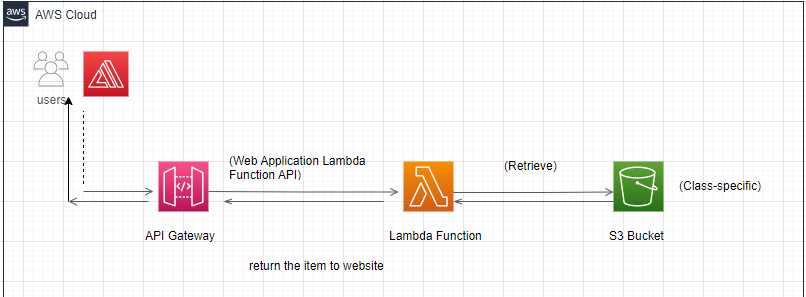 aws
AWS Cloud
users
(Web Application Lambda
Function API)
(Retrieve)
(Class-specific)
API Gateway
Lambda Function
S3 Bucket
return the item to website